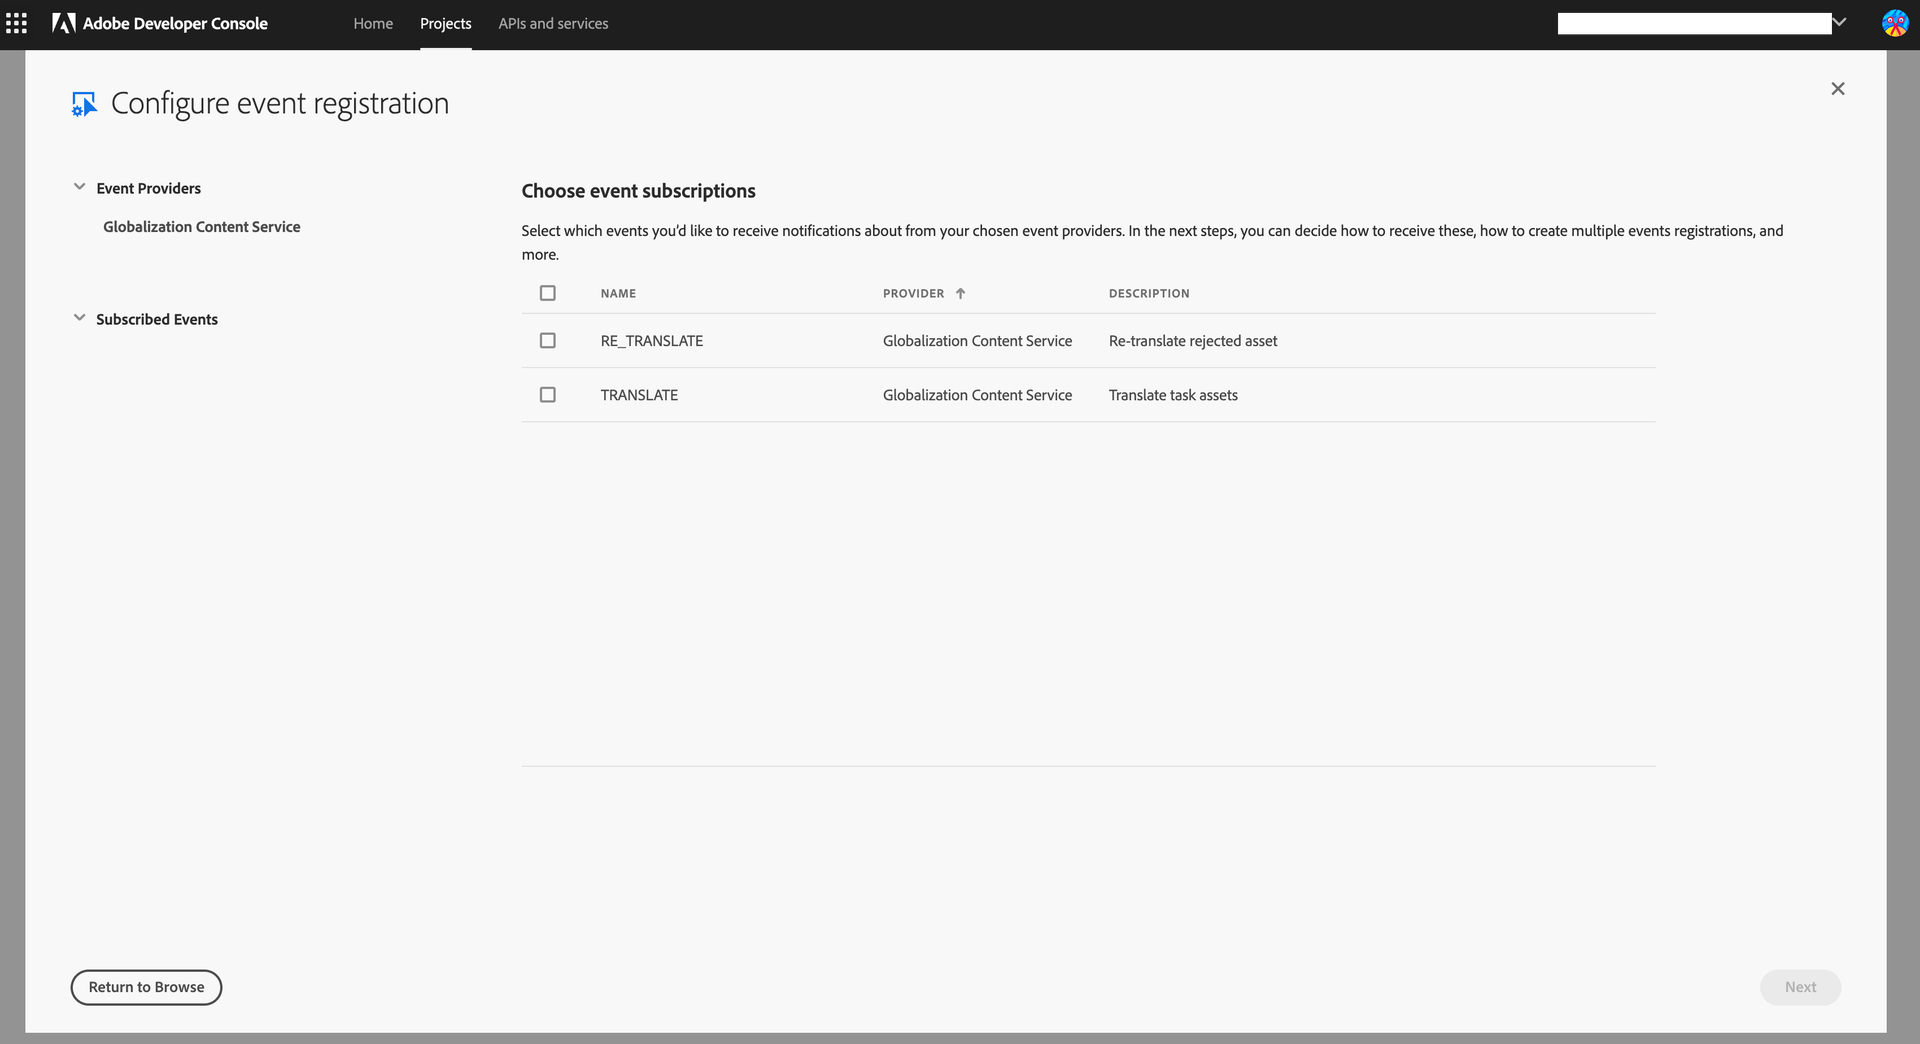 Adobe Developer Console
Home
Projects
APIs and services
Configure event registration
Event Providers
Globalization Content Service
Subscribed Events
Choose event subscriptions
Select which events you'd like to receive notifications about from your chosen event providers. In the next steps, you can decide how to receive these, how to create multiple events registrations, and
more.
NAME PROVIDER DESCRIPTION
RE_TRANSLATE Globalization Content Service Re-translate rejected asset
TRANSLATE Globalization Content Service Translate task assets
Return to Browse
Next